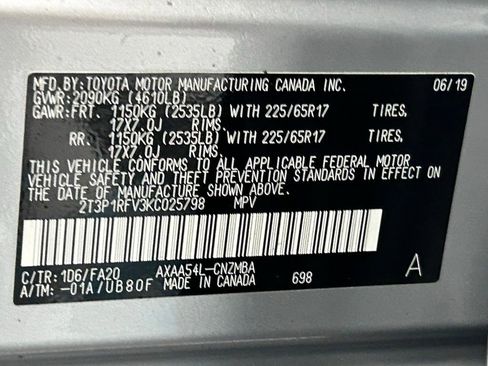 MFD.BY:TOYOTA MOTOR MANUFACTURING CANADA INC. 06/19
GVWR:2090KG (4610LB)
GAWR:FRT. 1150KG (2535LB) WITH 225/65R17 TIRES,
17X7.0J RIMS.
RR. 1150KG (2535LB) WITH 225/65R17 TIRES,
17X7.0J RIMS.
THIS VEHICLE CONFORMS TO ALL APPLICABLE FEDERAL MOTOR
VEHICLE SAFETY AND THEFT PREVENTION STANDARDS IN EFFECT ON
THE DATE OF MANUFACTURE SHOWN ABOVE.
2T3P1RFV3KC025798 MPV
C/TR:1D6/FA20 AXAA54L-CNZMBA 698 A
A/TM:-01A/UB80F MADE IN CANADA